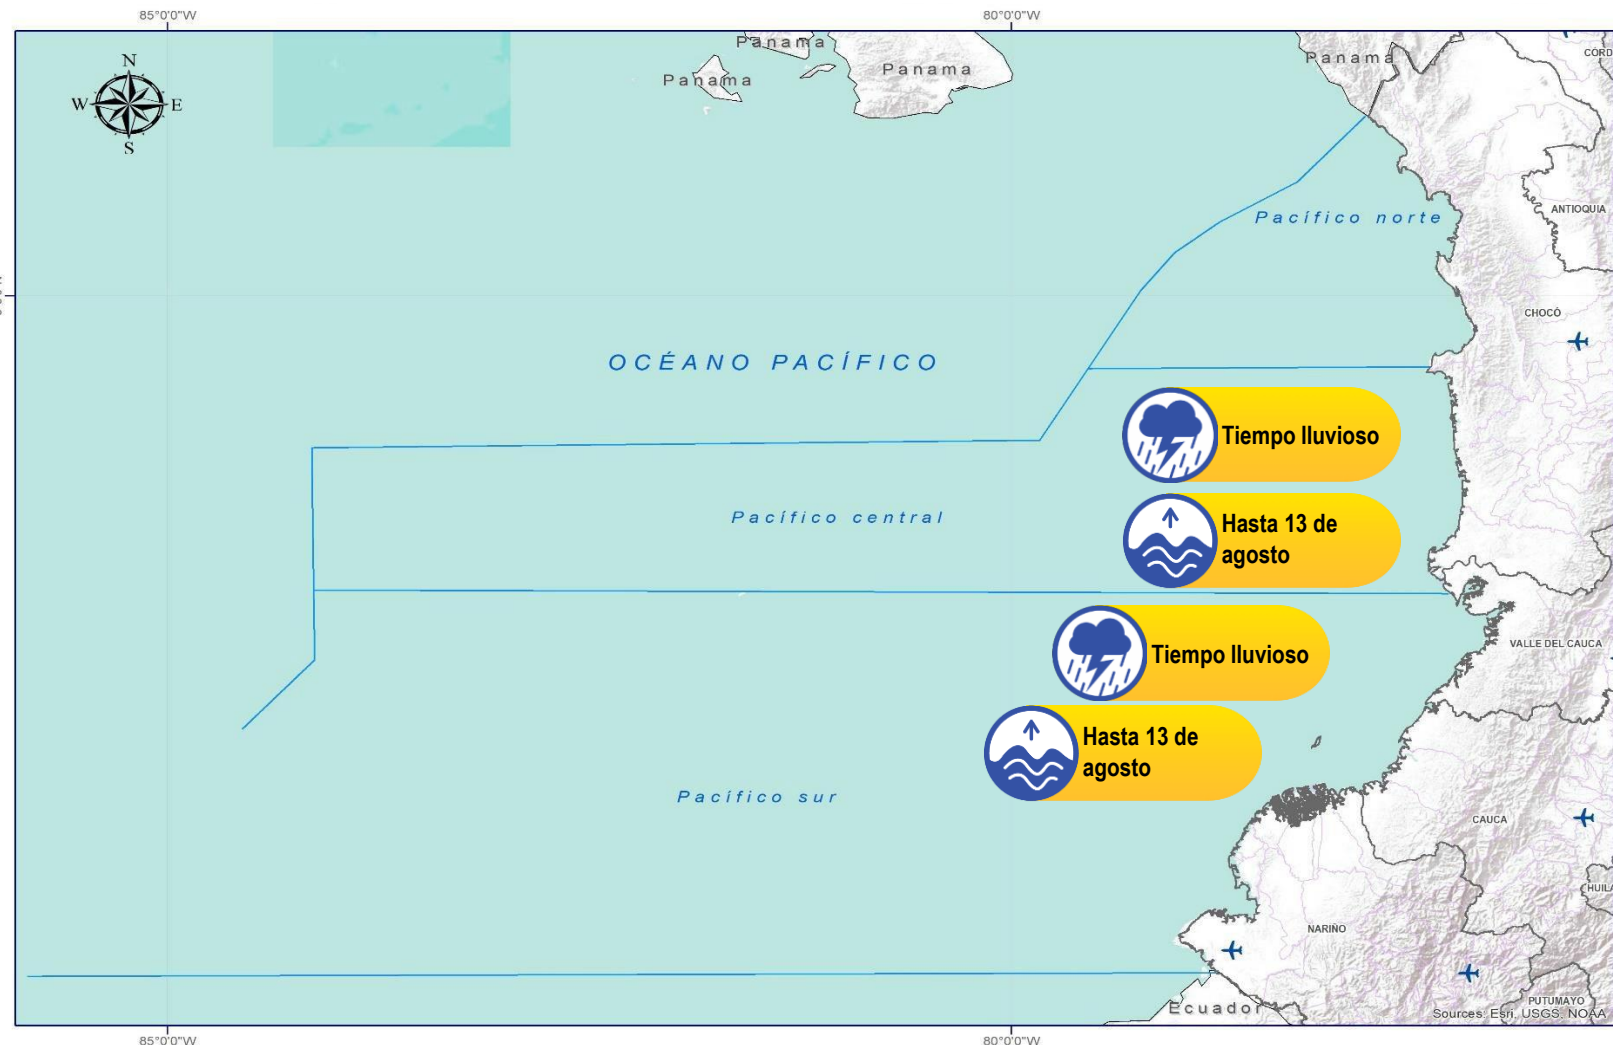 85°0'0"W
80°0'0"W
N
W
E
S
Panama
Panama
Panama
Panama
CÓRD
Pacífico norte
ANTIOQUIA
CHOCÓ
OCÉANO PACÍFICO
Tiempo lluvioso
Pacífico central
Hasta 13 de
agosto
Tiempo lluvioso
VALLE DEL CAUCA
Hasta 13 de
agosto
Pacífico sur
CAUCA
HUILA
NARIÑO
Ecuador
PUTUMAYO
Sources: Esri, USGS, NOAA
85°0'0"W
80°0'0"W